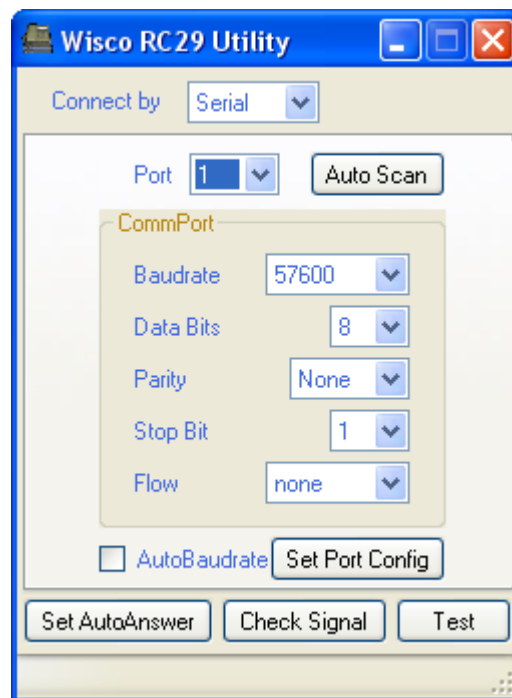 Wisco RC29 Utility
Connect by Serial
Port 1 Auto Scan
CommPort
Baudrate 57600
Data Bits 8
Parity None
Stop Bit 1
Flow none
AutoBaudrate Set Port Config
Set AutoAnswer Check Signal Test